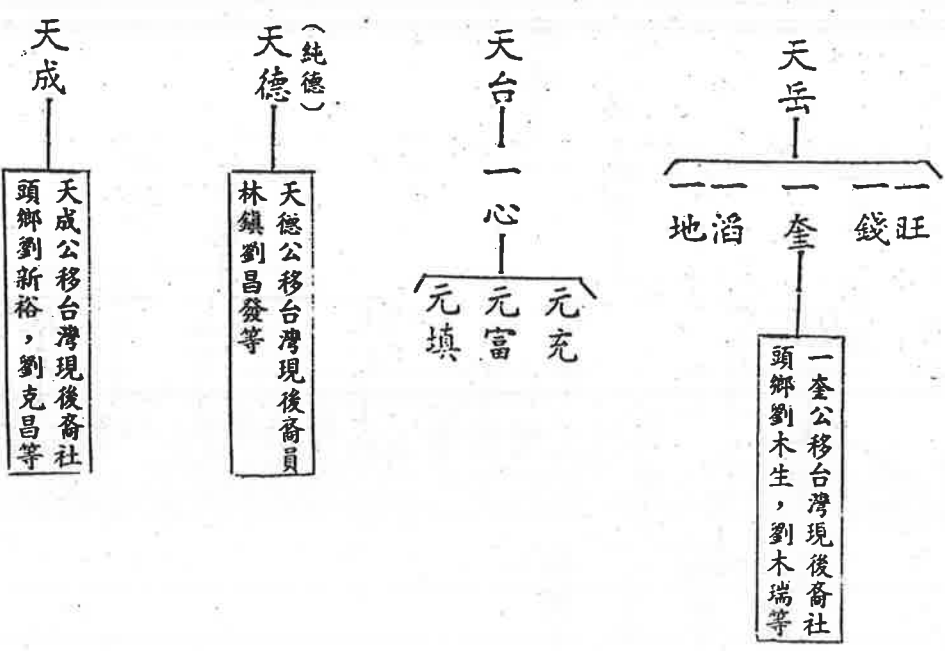 天岳
一旺
一錢
一奎
一滔
一地
一奎公移台灣現後裔社
頭鄉劉木生，劉木瑞等
天台
一心
元充
元富
元填
（純德）
天德
天德公移台灣現後裔員
林鎮劉昌發等
天成
天成公移台灣現後裔社
頭鄉劉新裕，劉克昌等